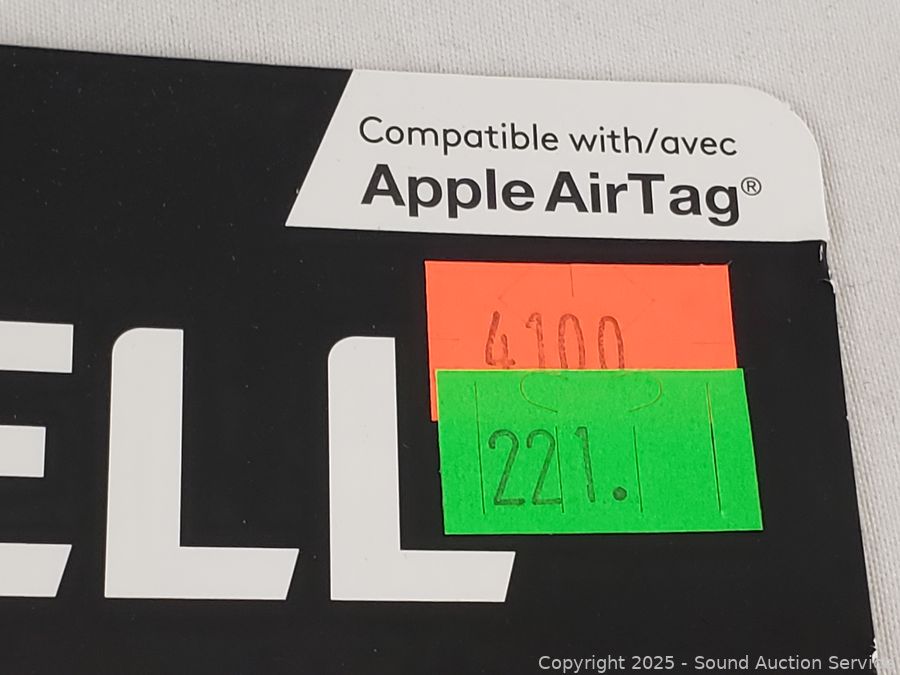 Compatible with/avec
Apple AirTag®
4100
ELL
221.
Copyright 2025 - Sound Auction Service